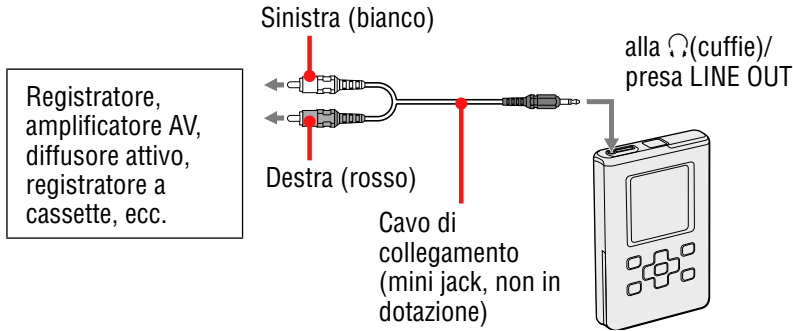 Sinistra (bianco)
alla (cuffie)/
presa LINE OUT
Registratore,
amplificatore AV,
diffusore attivo,
registratore a
cassette, ecc.
Destra (rosso)
Cavo di
collegamento
(mini jack, non in
dotazione)